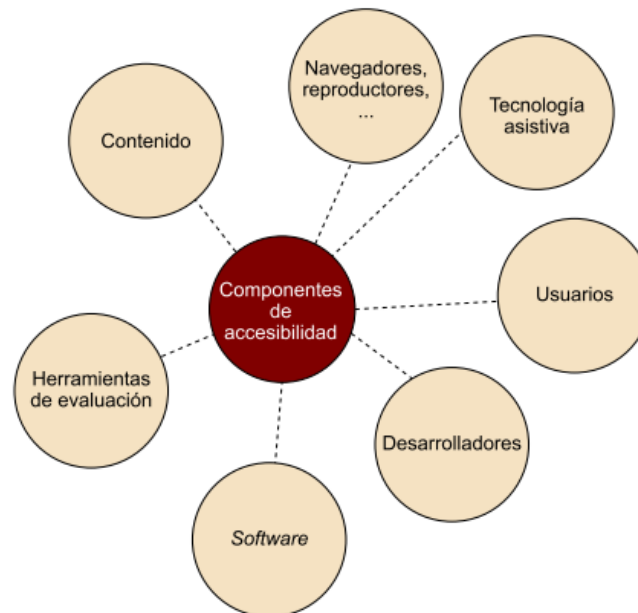 Navegadores,
reproductores,
...
Tecnología
asistiva
Contenido
Componentes
de
accesibilidad
Usuarios
Herramientas
de evaluación
Desarrolladores
Software